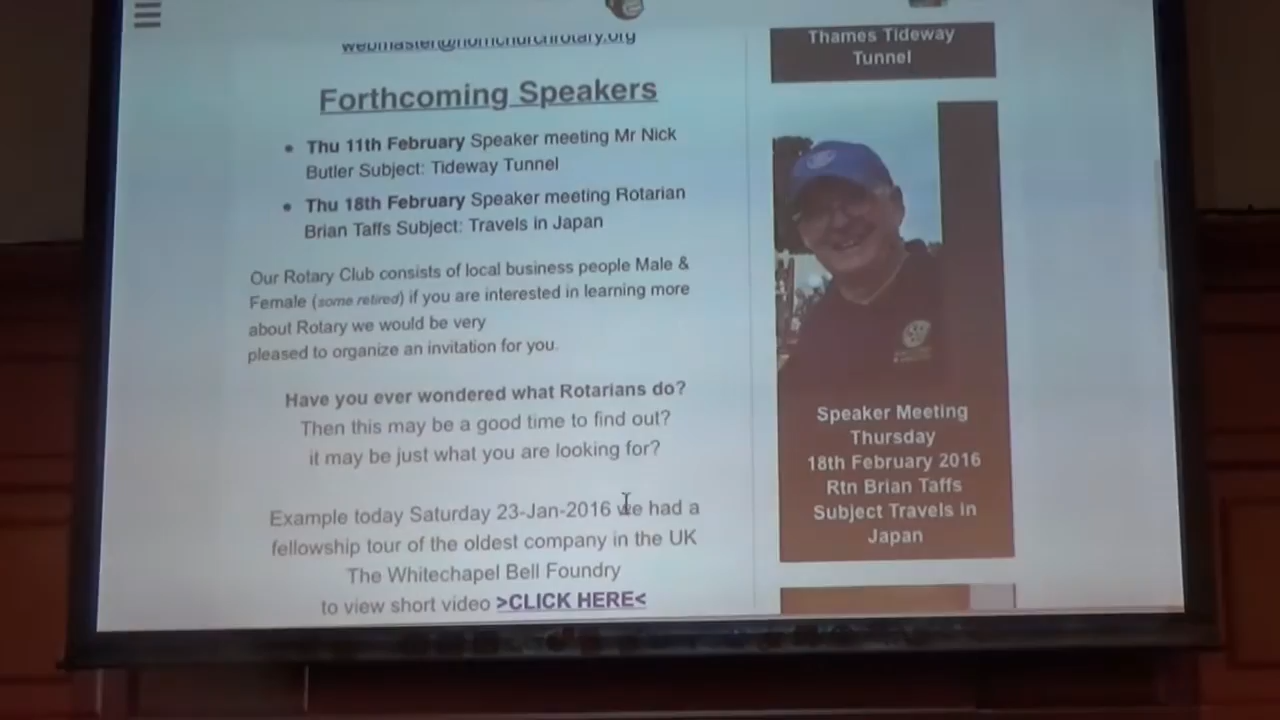 webmaster@hornchurchrotary.org
Forthcoming Speakers
Thu 11th February Speaker meeting Mr Nick
Butler Subject: Tideway Tunnel
Thu 18th February Speaker meeting Rotarian
Brian Taffs Subject: Travels in Japan
Our Rotary Club consists of local business people Male &
Female (some retired) if you are interested in learning more
about Rotary we would be very
pleased to organize an invitation for you.
Have you ever wondered what Rotarians do?
Then this may be a good time to find out?
it may be just what you are looking for?
Example today Saturday 23-Jan-2016 we had a
fellowship tour of the oldest company in the UK
The Whitechapel Bell Foundry
to view short video >CLICK HERE<
Thames Tideway
Tunnel
Speaker Meeting
Thursday
18th February 2016
Rtn Brian Taffs
Subject Travels in
Japan